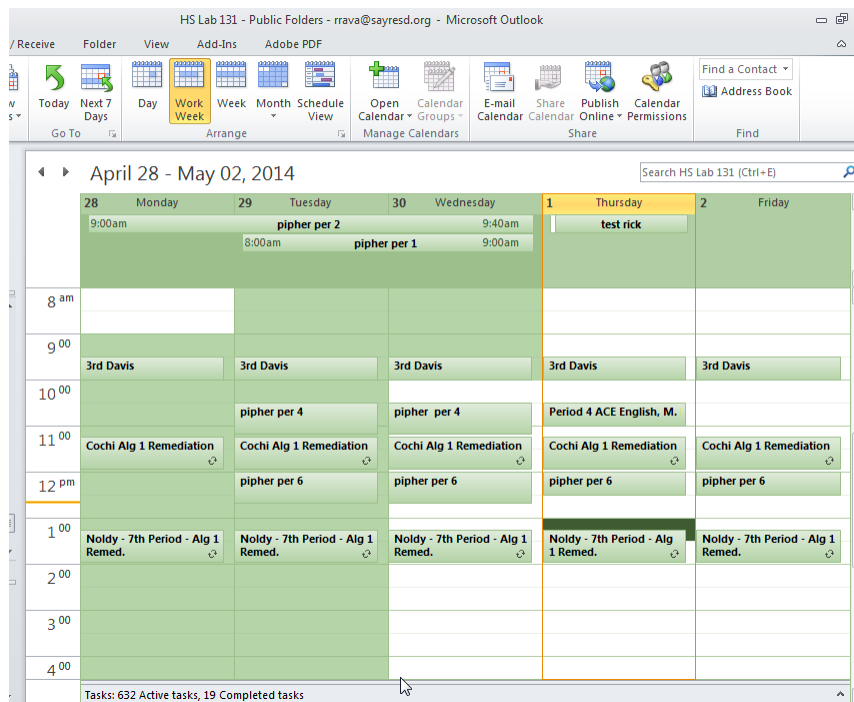 HS Lab 131 - Public Folders - rrava@sayresd.org - Microsoft Outlook
/ Receive Folder View Add-Ins Adobe PDF
Today
Next 7 Days
Day
Work Week
Week
Month
Schedule View
Open Calendar
Calendar Groups
E-mail Calendar
Share Calendar
Publish Online
Calendar Permissions
Find a Contact
Address Book
Go To Arrange Manage Calendars Share Find
April 28 - May 02, 2014
Search HS Lab 131 (Ctrl+E)
28 Monday 29 Tuesday 30 Wednesday 1 Thursday 2 Friday
9:00am pipher per 2 9:40am test rick
8:00am pipher per 1 9:00am
8 am
9 00
3rd Davis 3rd Davis 3rd Davis 3rd Davis 3rd Davis
10 00
pipher per 4 pipher per 4 Period 4 ACE English, M.
11 00
Cochi Alg 1 Remediation Cochi Alg 1 Remediation Cochi Alg 1 Remediation Cochi Alg 1 Remediation Cochi Alg 1 Remediation
12 pm
pipher per 6 pipher per 6 pipher per 6 pipher per 6
1 00
Noldy - 7th Period - Alg 1 Noldy - 7th Period - Alg 1 Noldy - 7th Period - Alg 1 Noldy - 7th Period - Alg Noldy - 7th Period - Alg 1
Remed. Remed. Remed. 1 Remed. Remed.
2 00
3 00
4 00
Tasks: 632 Active tasks, 19 Completed tasks